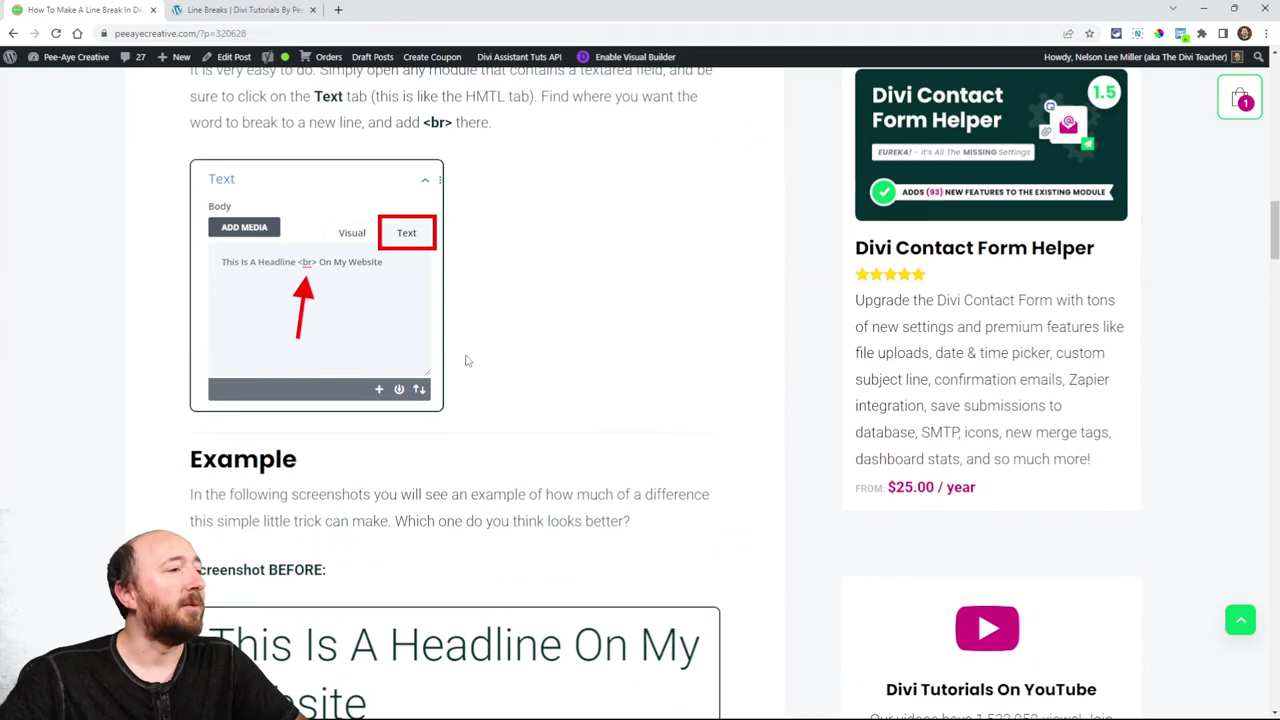 How To Make A Line Break In Di
Line Breaks | Divi Tutorials By Pe
peeayecreative.com/?p=320628
Pee-Aye Creative
27
New
Edit Post
Orders
Draft Posts
Create Coupon
Divi Assistant Tuts API
Enable Visual Builder
Howdy, Nelson Lee Miller (aka The Divi Teacher)
It is very easy to do. Simply open any module that contains a textarea field, and be
sure to click on the Text tab (this is like the HMTL tab). Find where you want the
word to break to a new line, and add <br> there.
Text
Body
ADD MEDIA
Visual
Text
This Is A Headline <br> On My Website
Example
In the following screenshots you will see an example of how much of a difference
this simple little trick can make. Which one do you think looks better?
creenshot BEFORE:
This Is A Headline On My
site
1
Divi Contact
Form Helper
1.5
EUREKA! - It's All The MISSING Settings
ADDS (93) NEW FEATURES TO THE EXISTING MODULE
Divi Contact Form Helper
Upgrade the Divi Contact Form with tons
of new settings and premium features like
file uploads, date & time picker, custom
subject line, confirmation emails, Zapier
integration, save submissions to
database, SMTP, icons, new merge tags,
dashboard stats, and so much more!
FROM: $25.00 / year
Divi Tutorials On YouTube